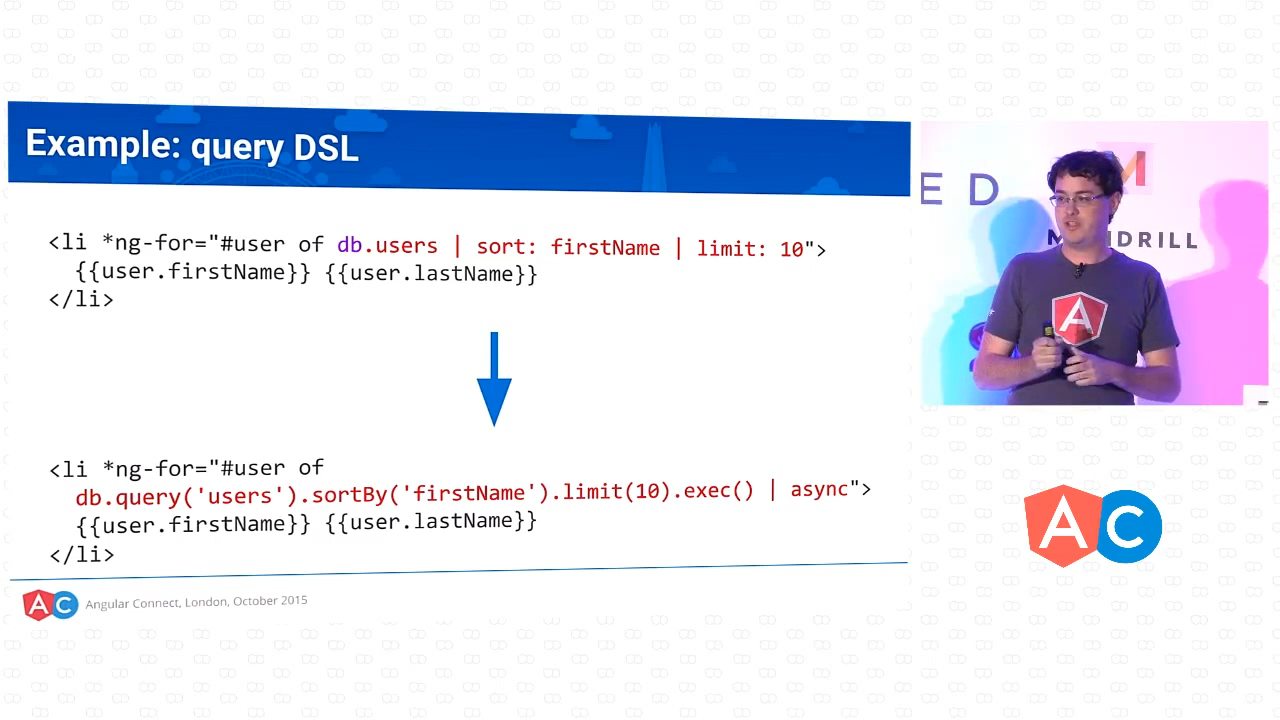 Example: query DSL
<li *ng-for="#user of db.users | sort: firstName | limit: 10">
{{user.firstName}} {{user.lastName}}
</li>
<li *ng-for="#user of
db.query('users').sortBy('firstName').limit(10).exec() | async">
{{user.firstName}} {{user.lastName}}
</li>
AC Angular Connect, London, October 2015
ED
M
DRILL
A
AC